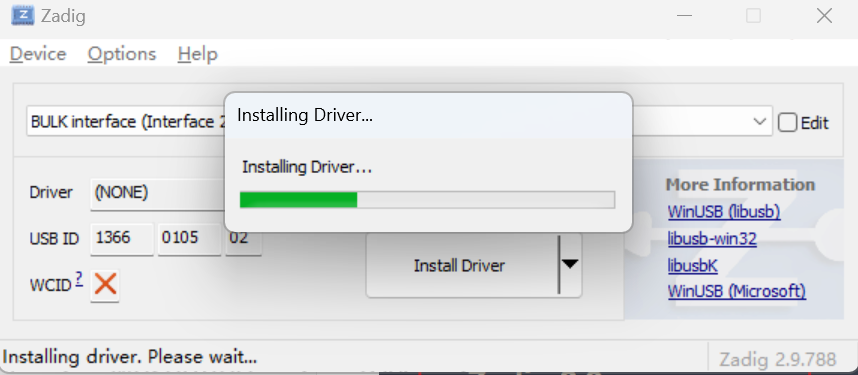 Zadig
Device Options Help
BULK interface (Interface 2
Edit
Installing Driver...
Installing Driver...
Driver (NONE)
USB ID 1366 0105 02
WCID ?
Install Driver
More Information
WinUSB (libusb)
libusb-win32
libusbK
WinUSB (Microsoft)
Installing driver. Please wait...
Zadig 2.9.788